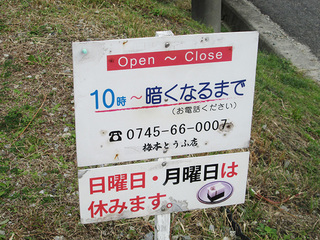 Open ~ Close
10時~暗くなるまで
(お電話ください)
☎0745-66-0007
梅本とうふ店
日曜日・月曜日は
休みます。